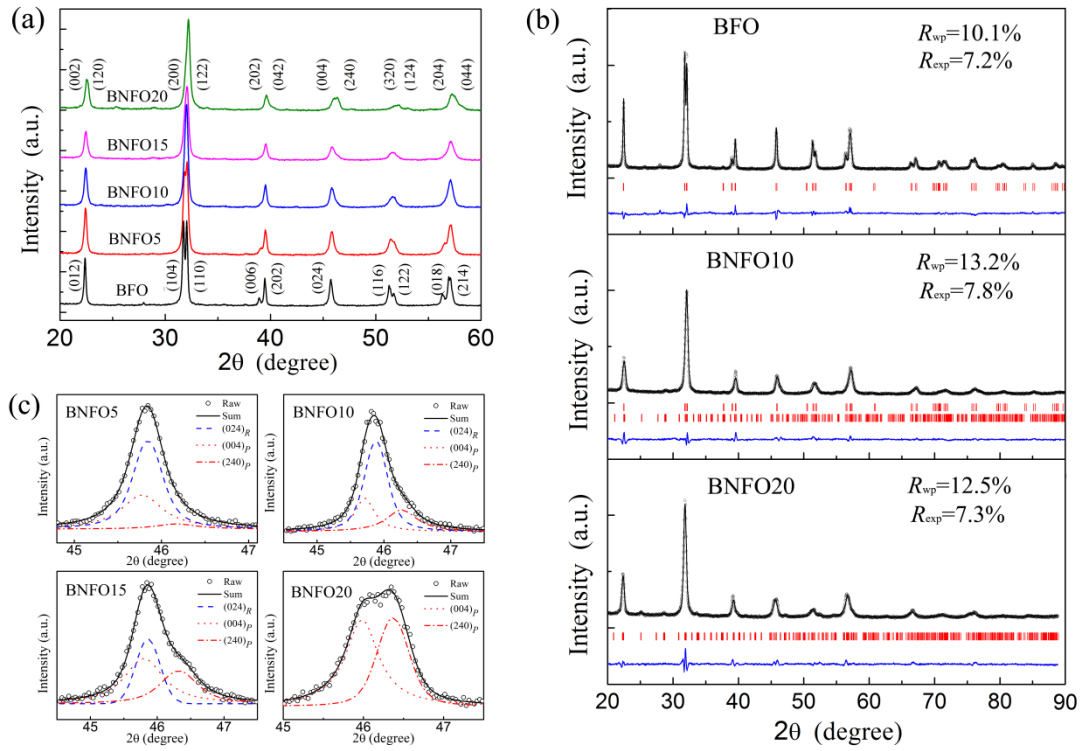 (a)
(002)
(120)
(200)
(122)
(202)
(042)
(004)
(240)
(320)
(124)
(204)
(044)
BNFO20
BNFO15
BNFO10
BNFO5
BFO
(012)
(104)
(110)
(006)
(202)
(024)
(116)
(122)
(018)
(214)
Intensity (a.u.)
20 30 40 50 60
2θ (degree)
(b)
BFO
Rwp=10.1%
Rexp=7.2%
Intensity (a.u.)
BNFO10
Rwp=13.2%
Rexp=7.8%
Intensity (a.u.)
BNFO20
Rwp=12.5%
Rexp=7.3%
Intensity (a.u.)
20 30 40 50 60 70 80 90
2θ (degree)
(c)
BNFO5
Raw
Sum
(024)R
(004)P
(240)P
Intensity (a.u.)
45 46 47
2θ (degree)
BNFO10
Raw
Sum
(024)R
(004)P
(240)P
Intensity (a.u.)
45 46 47
2θ (degree)
BNFO15
Raw
Sum
(024)R
(004)P
(240)P
Intensity (a.u.)
45 46 47
2θ (degree)
BNFO20
Raw
Sum
(004)P
(240)P
Intensity (a.u.)
45 46 47
2θ (degree)